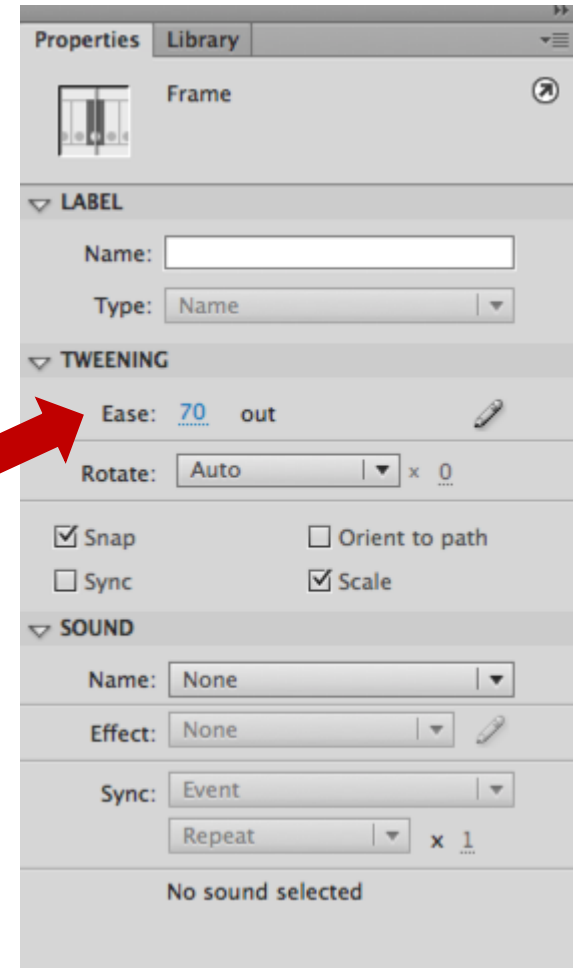 Properties Library
Frame
LABEL
Name:
Type: Name
TWEENING
Ease: 70 out
Rotate: Auto x 0
Snap Orient to path
Sync Scale
SOUND
Name: None
Effect: None
Sync: Event
Repeat x 1
No sound selected